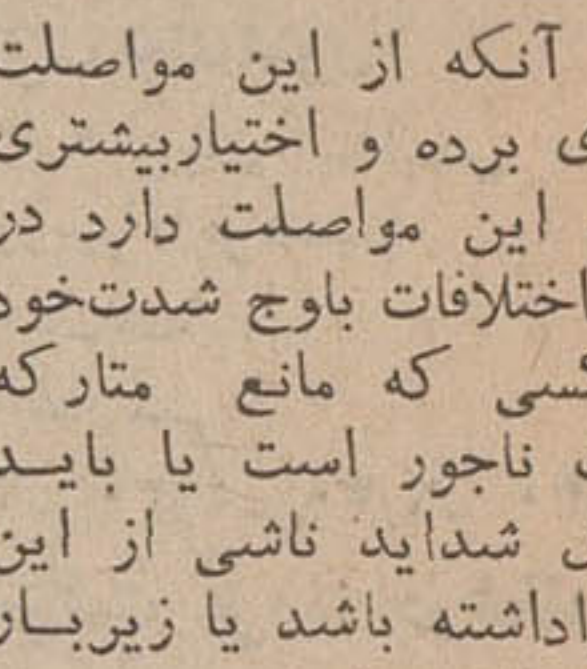 آنکه از این مواصلت
برده و اختیاربیشتری
این مواصلت دارد در
اختلافات باوج شدت‌خود
کسی که مانع متارکه
ناجور است یا باید
شداید ناشی از این
داشته باشد یا زیربار